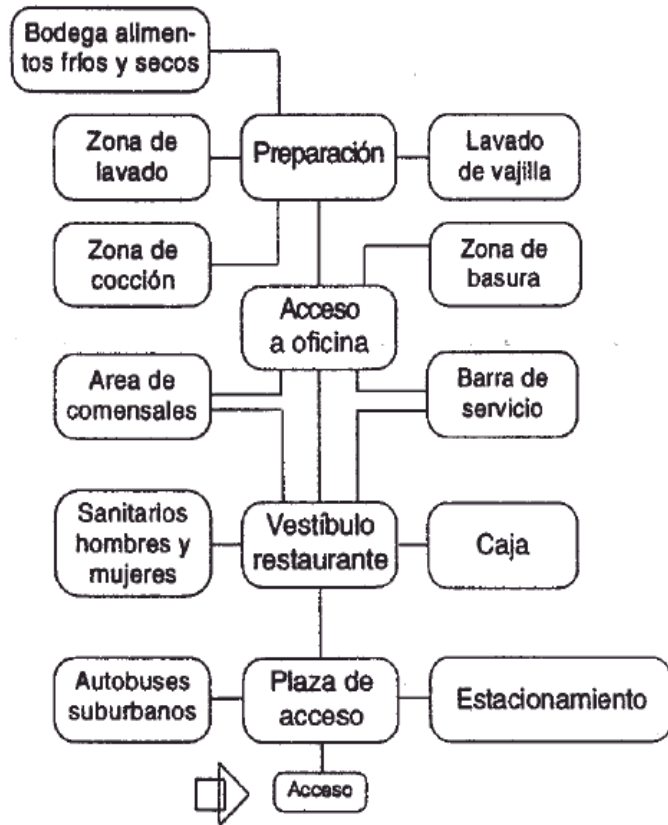 Bodega alimen-
tos fríos y secos
Zona de
lavado
Preparación
Lavado
de vajilla
Zona de
cocción
Zona de
basura
Acceso
a oficina
Area de
comensales
Barra de
servicio
Sanitarios
hombres y
mujeres
Vestíbulo
restaurante
Caja
Autobuses
suburbanos
Plaza de
acceso
Estacionamiento
Acceso